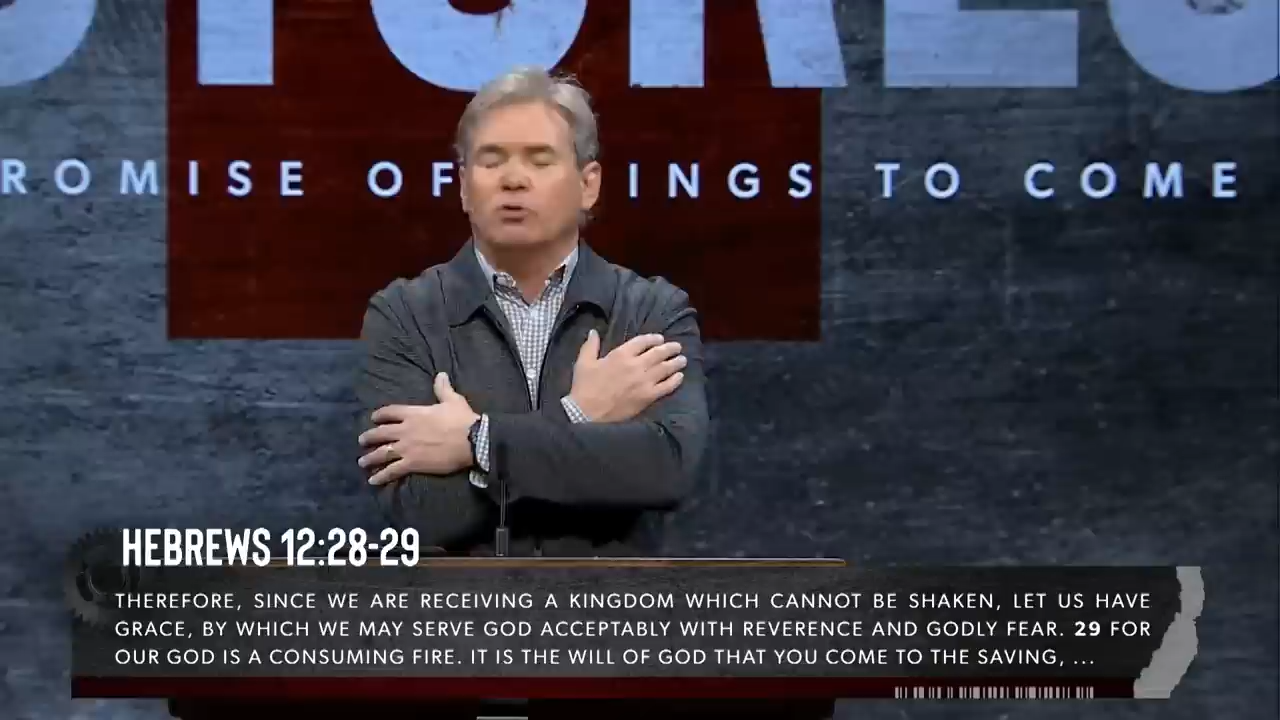 ROMISE OF INGS TO COME
HEBREWS 12:28-29
THEREFORE, SINCE WE ARE RECEIVING A KINGDOM WHICH CANNOT BE SHAKEN, LET US HAVE
GRACE, BY WHICH WE MAY SERVE GOD ACCEPTABLY WITH REVERENCE AND GODLY FEAR. 29 FOR
OUR GOD IS A CONSUMING FIRE. IT IS THE WILL OF GOD THAT YOU COME TO THE SAVING, ...